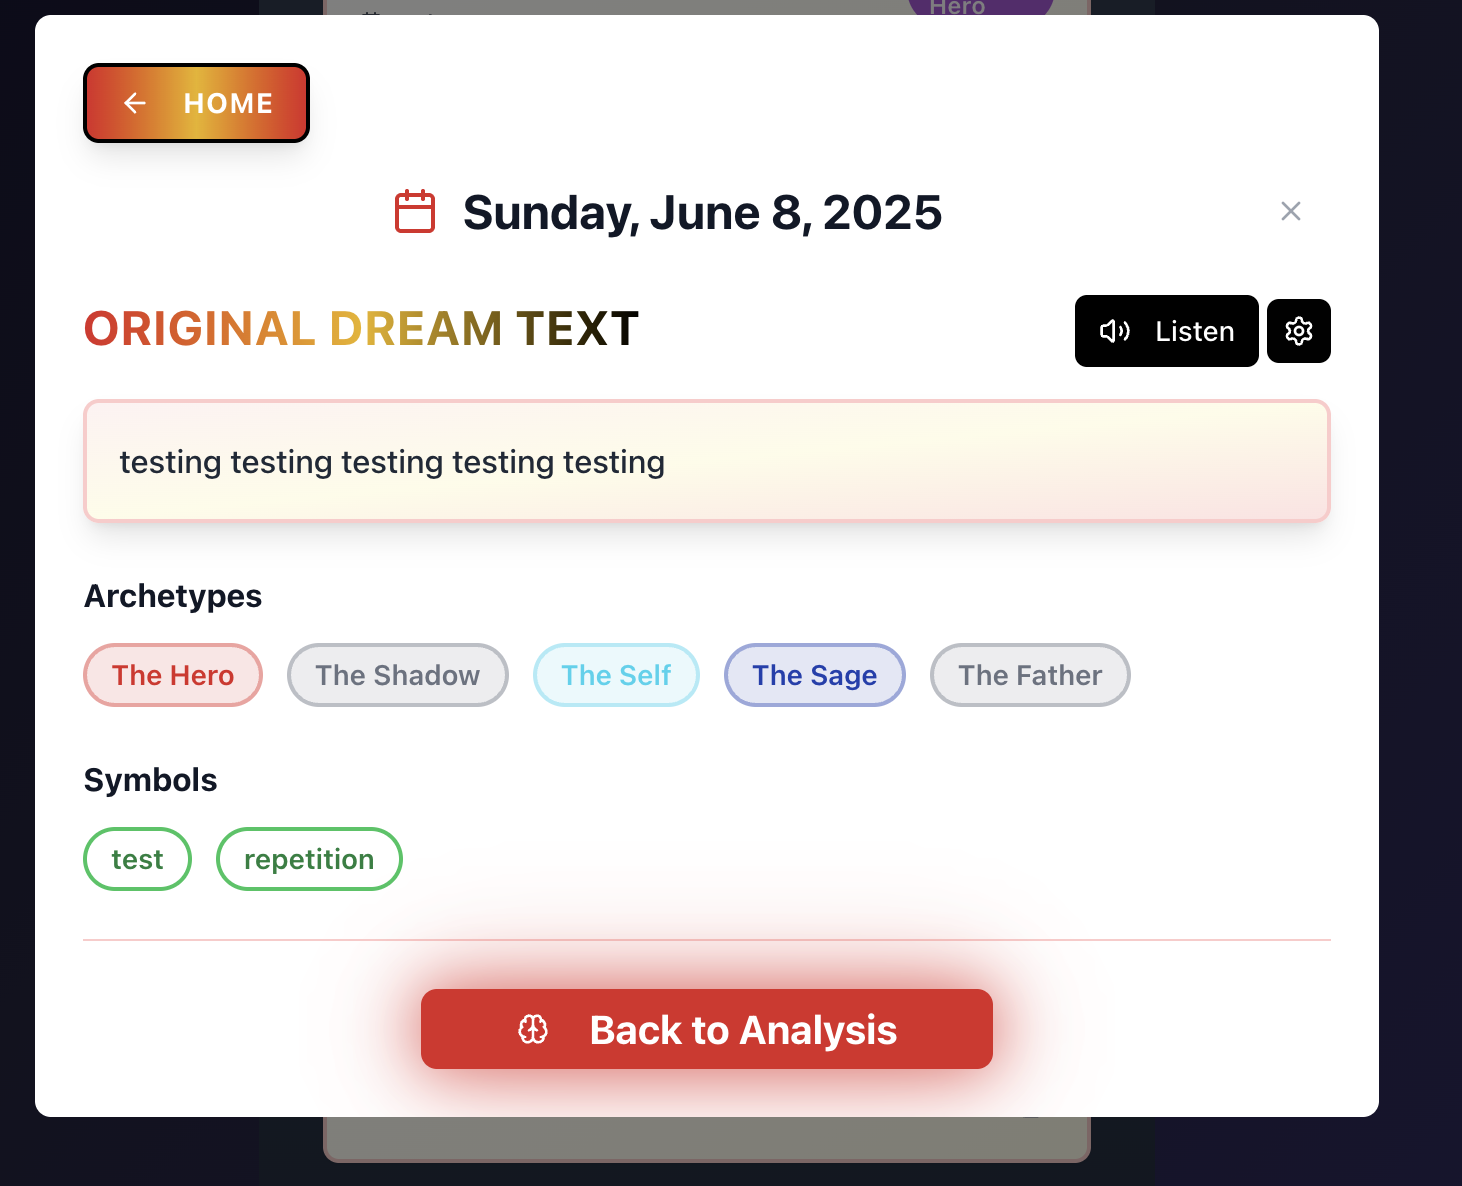 Hero
HOME
Sunday, June 8, 2025
ORIGINAL DREAM TEXT
Listen
testing testing testing testing testing
Archetypes
The Hero The Shadow The Self The Sage The Father
Symbols
test repetition
Back to Analysis